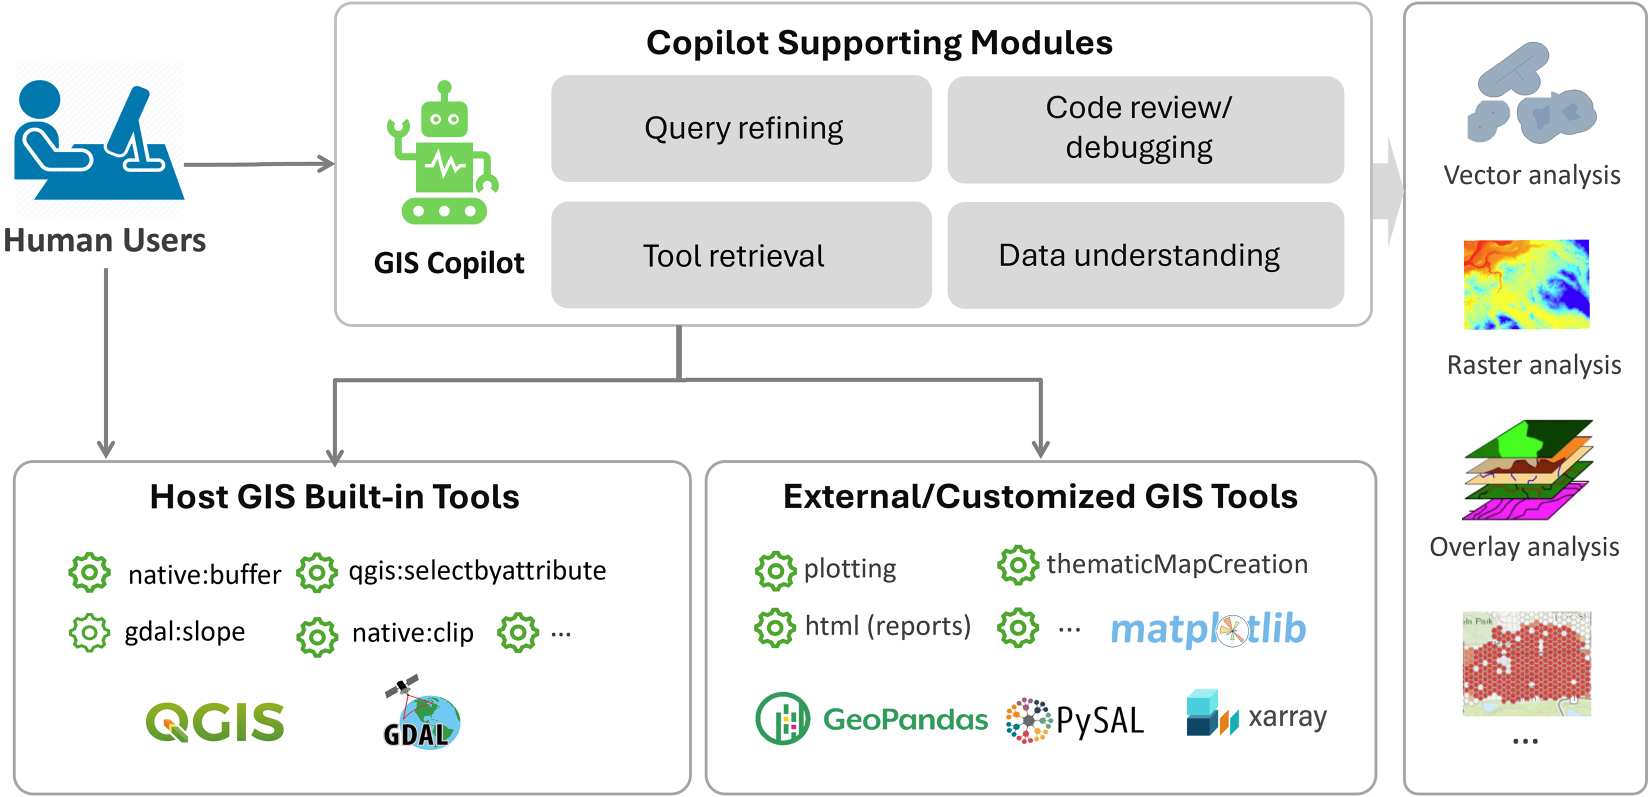 Copilot Supporting Modules
Query refining
Code review/
debugging
Tool retrieval
Data understanding
GIS Copilot
Human Users
Host GIS Built-in Tools
native:buffer
qgis:selectbyattribute
gdal:slope
native:clip
...
QGIS
GDAL
External/Customized GIS Tools
plotting
thematicMapCreation
html (reports)
...
matplotlib
GeoPandas
PySAL
xarray
Vector analysis
Raster analysis
Overlay analysis
Park
...